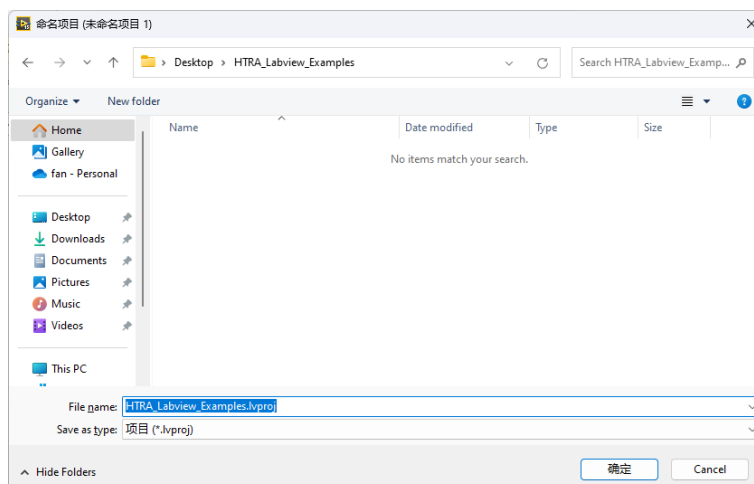 命名项目 (未命名项目 1)
Desktop > HTRA_Labview_Examples
Search HTRA_Labview_Examp...
Organize
New folder
Name
Date modified
Type
Size
No items match your search.
Home
Gallery
fan - Personal
Desktop
Downloads
Documents
Pictures
Music
Videos
This PC
File name: HTRA_Labview_Examples.lvproj
Save as type: 项目 (*.lvproj)
Hide Folders
确定
Cancel